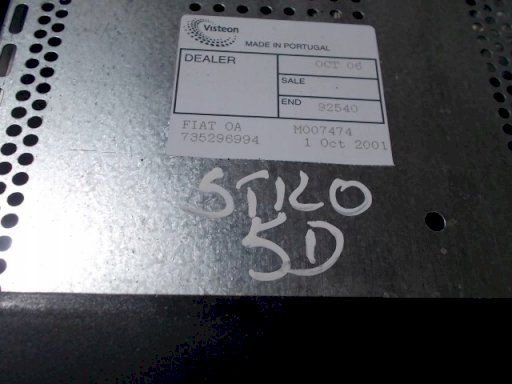 Visteon
MADE IN PORTUGAL
DEALER
OCT 06
SALE
END 92540
FIAT OA M007474
735296994 1 Oct 2001
STILO
5D